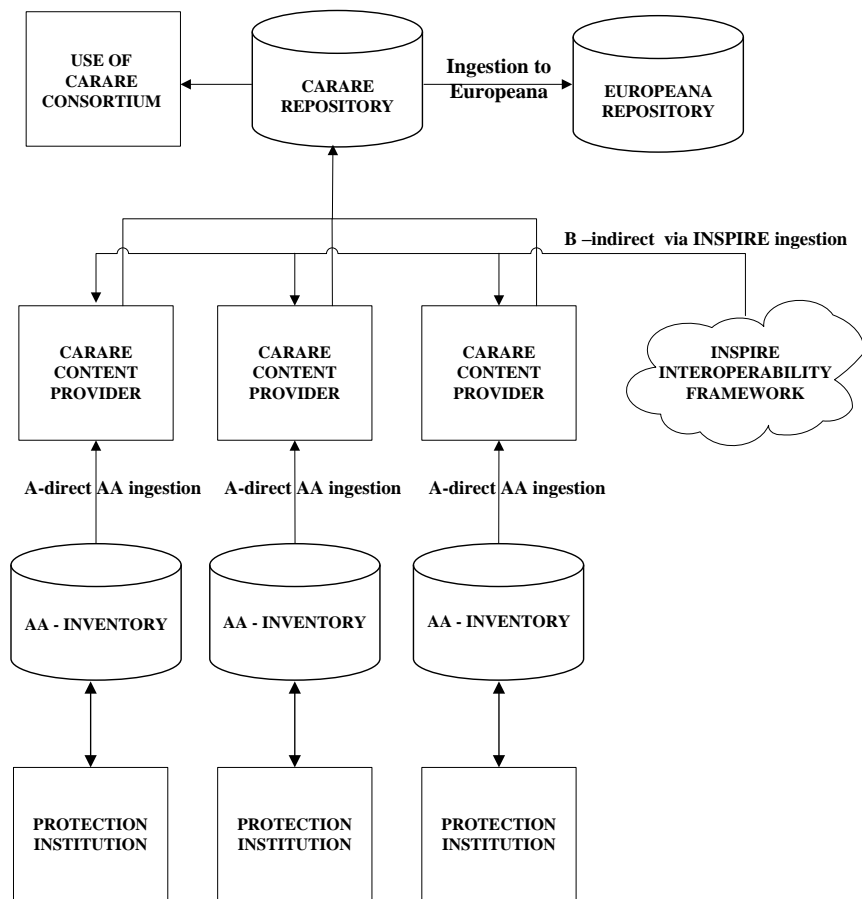 USE OF
CARARE
CONSORTIUM
CARARE
REPOSITORY
Ingestion to
Europeana
EUROPEANA
REPOSITORY
B –indirect via INSPIRE ingestion
CARARE
CONTENT
PROVIDER
CARARE
CONTENT
PROVIDER
CARARE
CONTENT
PROVIDER
INSPIRE
INTEROPERABILITY
FRAMEWORK
A-direct AA ingestion
A-direct AA ingestion
A-direct AA ingestion
AA - INVENTORY
AA - INVENTORY
AA - INVENTORY
PROTECTION
INSTITUTION
PROTECTION
INSTITUTION
PROTECTION
INSTITUTION